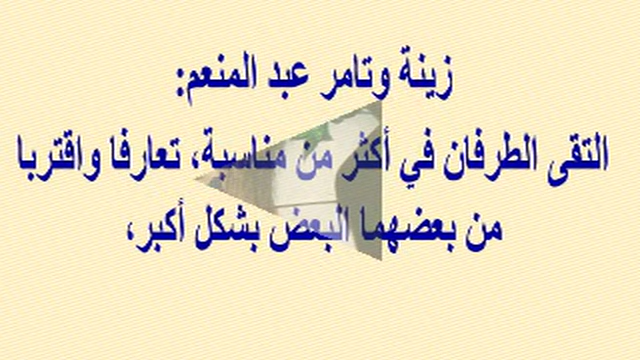 زينة وتامر عبد المنعم:
التقى الطرفان في أكثر من مناسبة، تعارفا واقتربا
من بعضهما البعض بشكل أكبر،